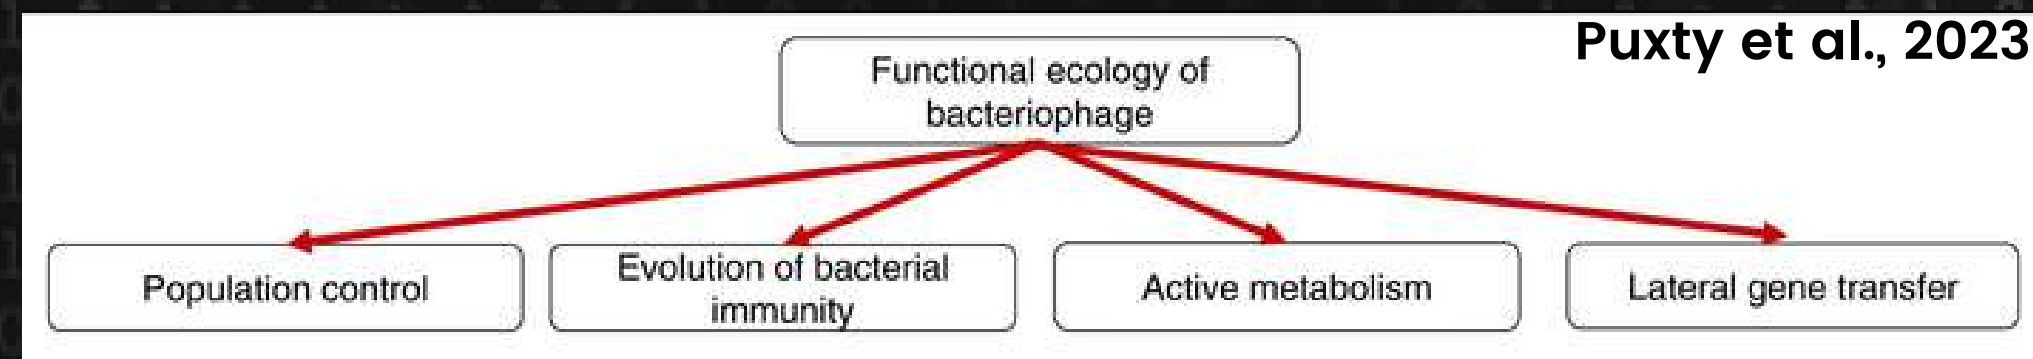 Puxty et al., 2023
Functional ecology of
bacteriophage
Population control
Evolution of bacterial
immunity
Active metabolism
Lateral gene transfer